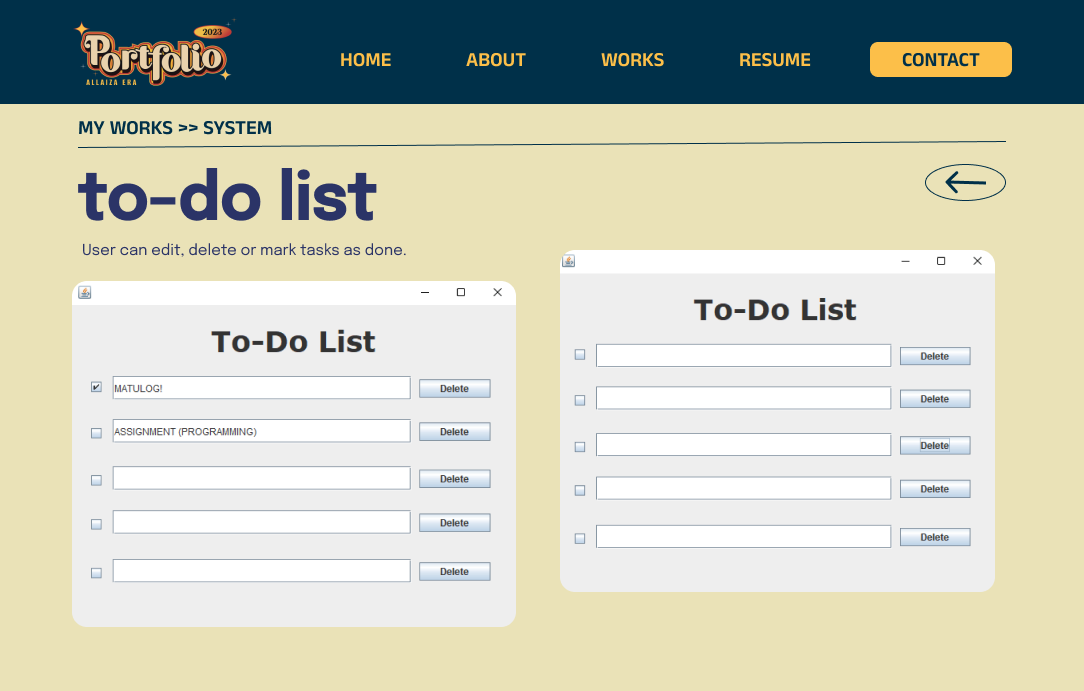 2023
Portfolio
ALLAIZA ERA
HOME ABOUT WORKS RESUME CONTACT
MY WORKS >> SYSTEM
to-do list
User can edit, delete or mark tasks as done.
To-Do List
MATULOG! Delete
ASSIGNMENT (PROGRAMMING) Delete
Delete
Delete
Delete
To-Do List
Delete
Delete
Delete
Delete
Delete